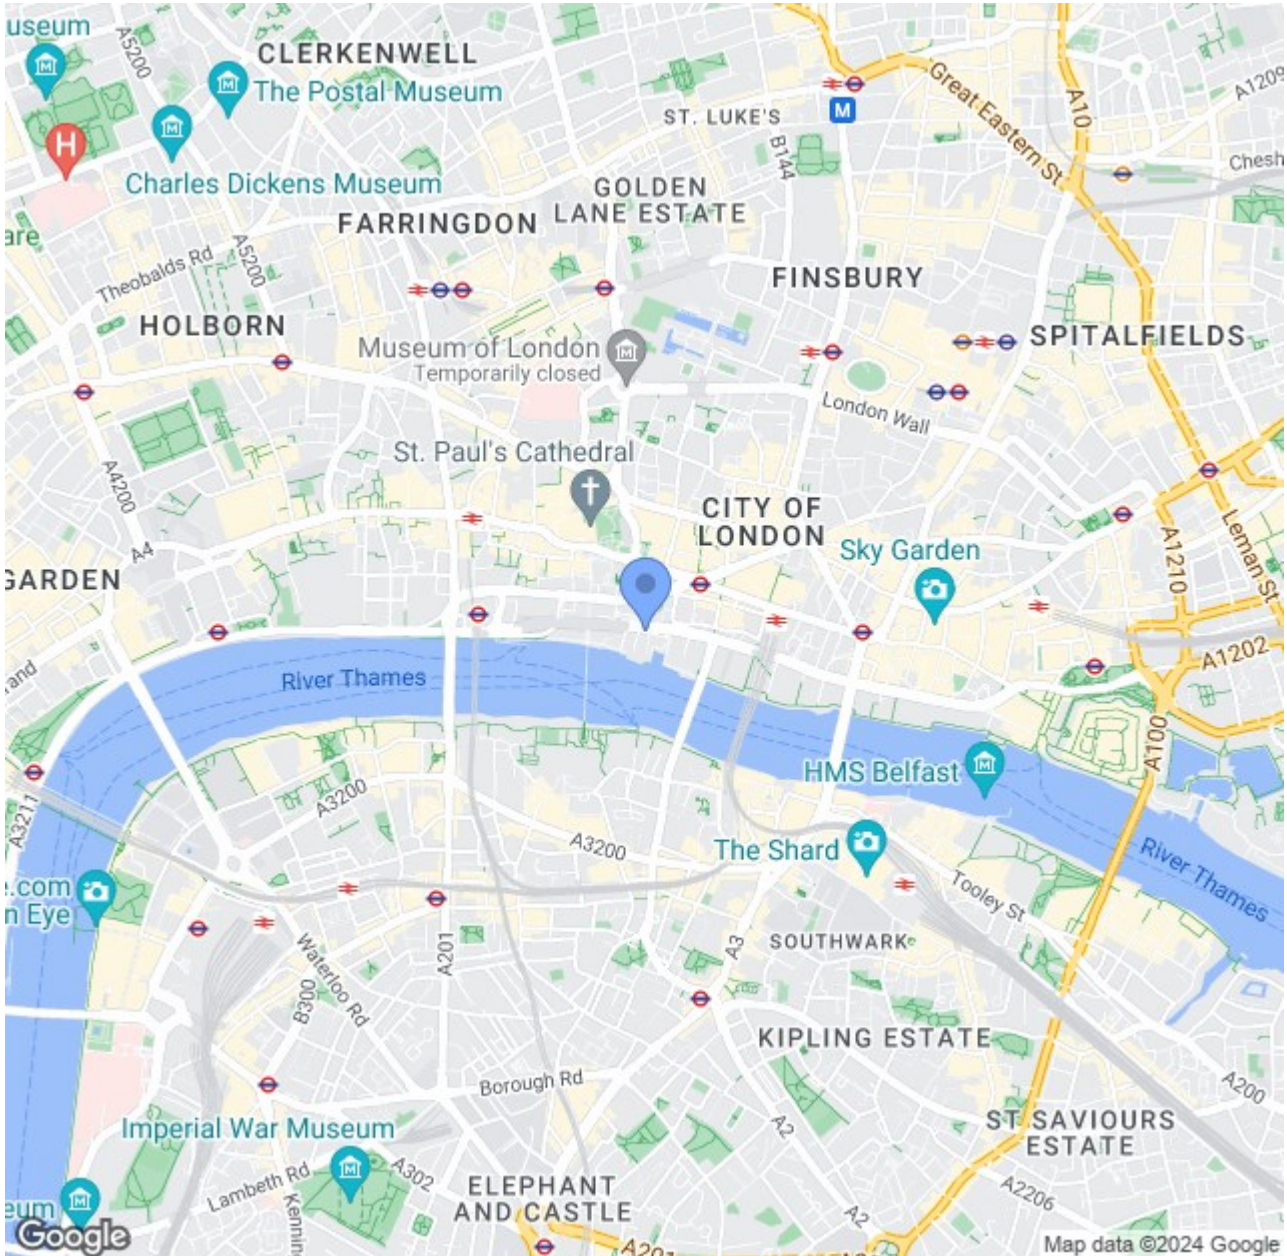 useum
A5200
CLERKENWELL
The Postal Museum
ST. LUKE'S
Great Eastern St
A10
A1209
M
H
B144
Chesh
Charles Dickens Museum
GOLDEN
LANE ESTATE
FARRINGDON
are
A5200
Theobalds Rd
FINSBURY
HOLBORN
SPITALFIELDS
Museum of London
Temporarily closed
London Wall
St. Paul's Cathedral
A4200
CITY OF
LONDON
A4
Sky Garden
A1210
Leman St
GARDEN
rand
River Thames
A1202
A100
HMS Belfast
A3211
A3200
A3200
The Shard
River Thames
e.com
n Eye
Tooley St
A201
A3
SOUTHWARK
Waterloo Rd
B300
KIPLING ESTATE
Borough Rd
A200
A2
Imperial War Museum
ST SAVIOURS
ESTATE
Lambeth Rd
A302
ELEPHANT
AND CASTLE
A2206
eum
Kennin
A2
A201
Google
Map data ©2024 Google